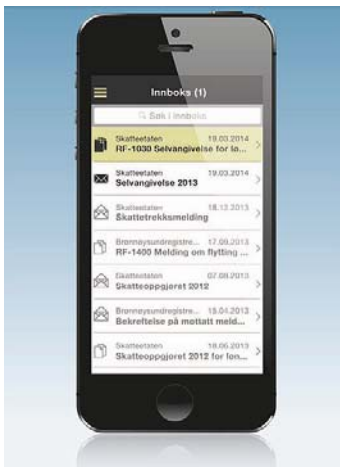 Innboks (1)
Søk i innboks
Skatteetaten 19.03.2014
RF-1030 Selvangivelse for lø...
Skatteetaten 19.03.2014
Selvangivelse 2013
Skatteetaten 18.12.2013
Skattetrekksmelding
Brønnøysundregistre... 17.09.2013
RF-1400 Melding om flytting ...
Skatteetaten 07.08.2013
Skatteoppgjøret 2012
Brønnøysundregistre... 15.04.2013
Bekreftelse på mottatt meld...
Skatteetaten 18.06.2013
Skatteoppgjøret 2012 for løn...